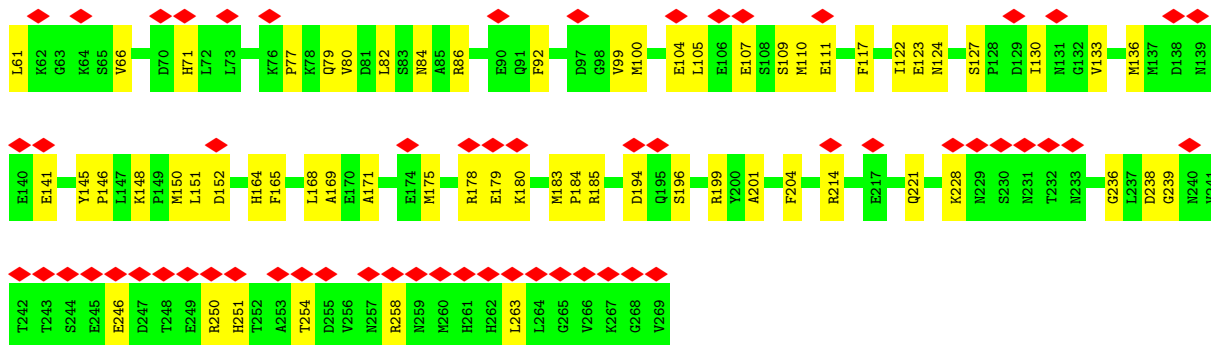 L61 K62 G63 K64 S65 V66 D70 H71 L72 L73 K76 P77 K78 Q79 V80 D81 L82 S83 N84 A85 R86 E90 Q91 F92 D97 G98 V99 M100 E104 L105 E106 E107 S108 S109 M110 E111 F117 I122 E123 N124 S127 P128 D129 I130 N131 G132 V133 M136 M137 D138 N139
E140 E141 Y145 P146 L147 K148 P149 M150 L151 D152 H164 F165 L168 A169 E170 A171 E174 M175 R178 E179 K180 M183 P184 R185 D194 Q195 S196 R199 Y200 A201 F204 R214 E217 Q221 K228 N229 S230 N231 T232 N233 G236 L237 D238 G239 N240 V241
T242 T243 S244 E245 E246 D247 T248 E249 R250 H251 T252 A253 T254 D255 V256 N257 R258 N259 M260 H261 H262 L263 L264 G265 V266 K267 G268 V269